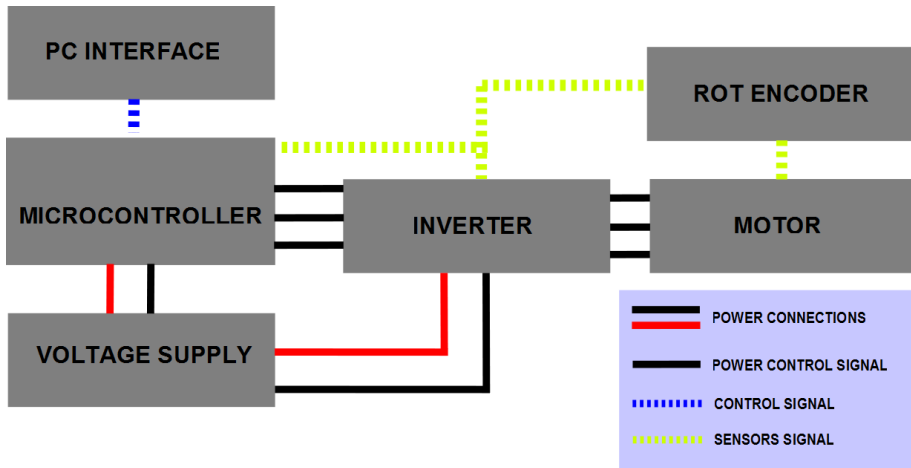 PC INTERFACE
ROT ENCODER
MICROCONTROLLER
INVERTER
MOTOR
VOLTAGE SUPPLY
POWER CONNECTIONS
POWER CONTROL SIGNAL
CONTROL SIGNAL
SENSORS SIGNAL